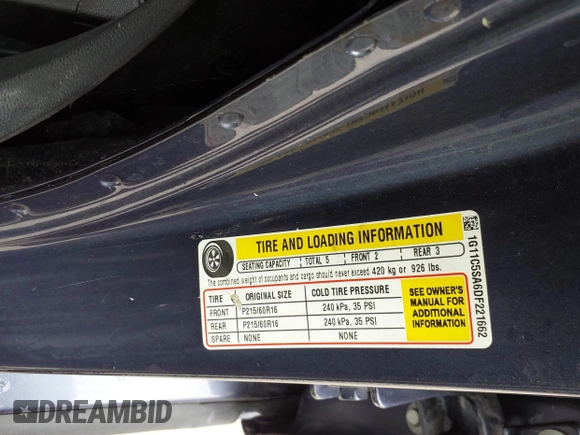 TIRE AND LOADING INFORMATION
SEATING CAPACITY TOTAL 5 FRONT 2 REAR 3
The combined weight of occupants and cargo should never exceed 420 kg or 926 lbs.
TIRE ORIGINAL SIZE COLD TIRE PRESSURE
FRONT P215/60R16 240 kPa, 35 PSI
REAR P215/60R16 240 kPa, 35 PSI
SPARE NONE NONE
SEE OWNER'S
MANUAL FOR
ADDITIONAL
INFORMATION
1G11C5SA6DF221662
DREAMBID